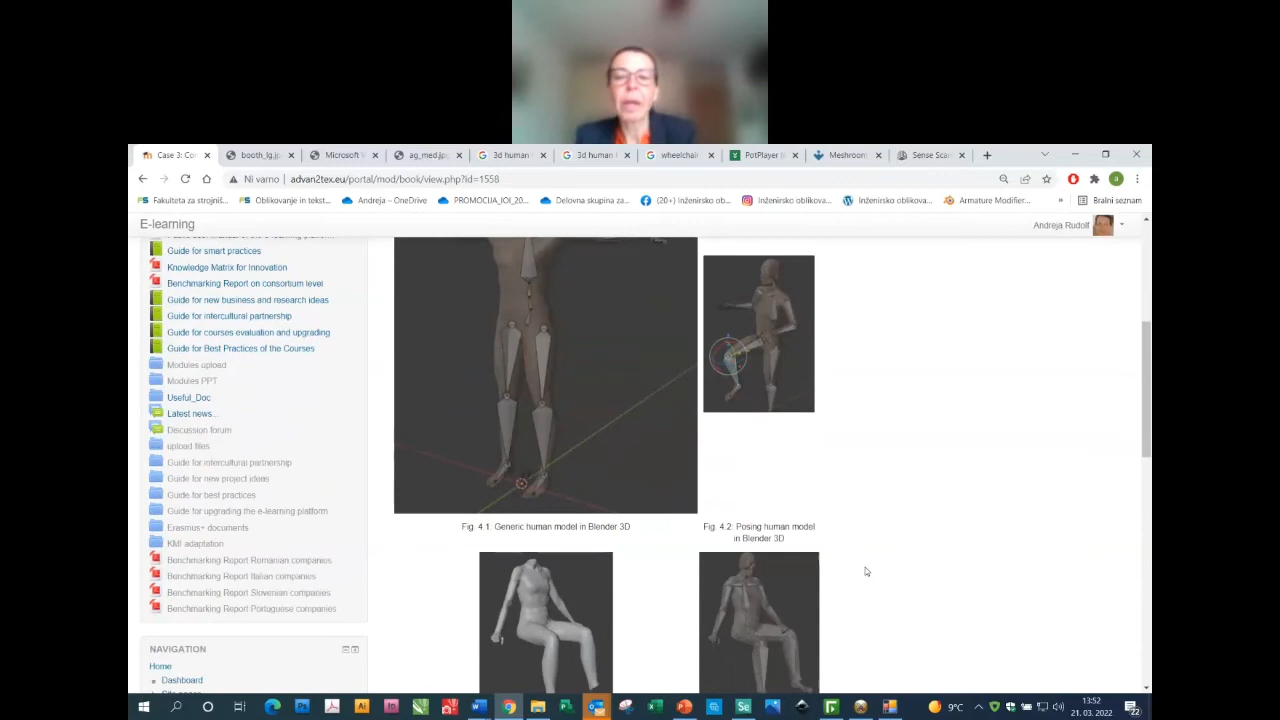 Case 3: Cor
booth_lg.jp
Microsoft
ag_med.jpg
3d human
3d human
wheelchair
PotPlayer
Meshroom
Sense Scan
Ni varno | advan2tex.eu/portal/mod/book/view.php?id=1558
Fakulteta za strojniš...
Oblikovanje in tekst...
Andreja – OneDrive
PROMOCIJA_IOI_20...
Delovna skupina za...
(20+) Inženirsko ob...
Inženirsko oblikova...
Inženirsko oblikova...
Armature Modifier...
»
Bralni seznam
E-learning
Andreja Rudolf
Guide for smart practices
Knowledge Matrix for Innovation
Benchmarking Report on consortium level
Guide for new business and research ideas
Guide for intercultural partnership
Guide for courses evaluation and upgrading
Guide for Best Practices of the Courses
Modules upload
Modules PPT
Useful_Doc
Latest news...
Discussion forum
upload files
Guide for intercultural partnership
Guide for new project ideas
Guide for best practices
Guide for upgrading the e-learning platform
Erasmus+ documents
KMI adaptation
Benchmarking Report Romanian companies
Benchmarking Report Italian companies
Benchmarking Report Slovenian companies
Benchmarking Report Portuguese companies
NAVIGATION
Home
Dashboard
Fig. 4.1: Generic human model in Blender 3D
Fig. 4.2: Posing human model
in Blender 3D
9°C
13:52
21. 03. 2022
22